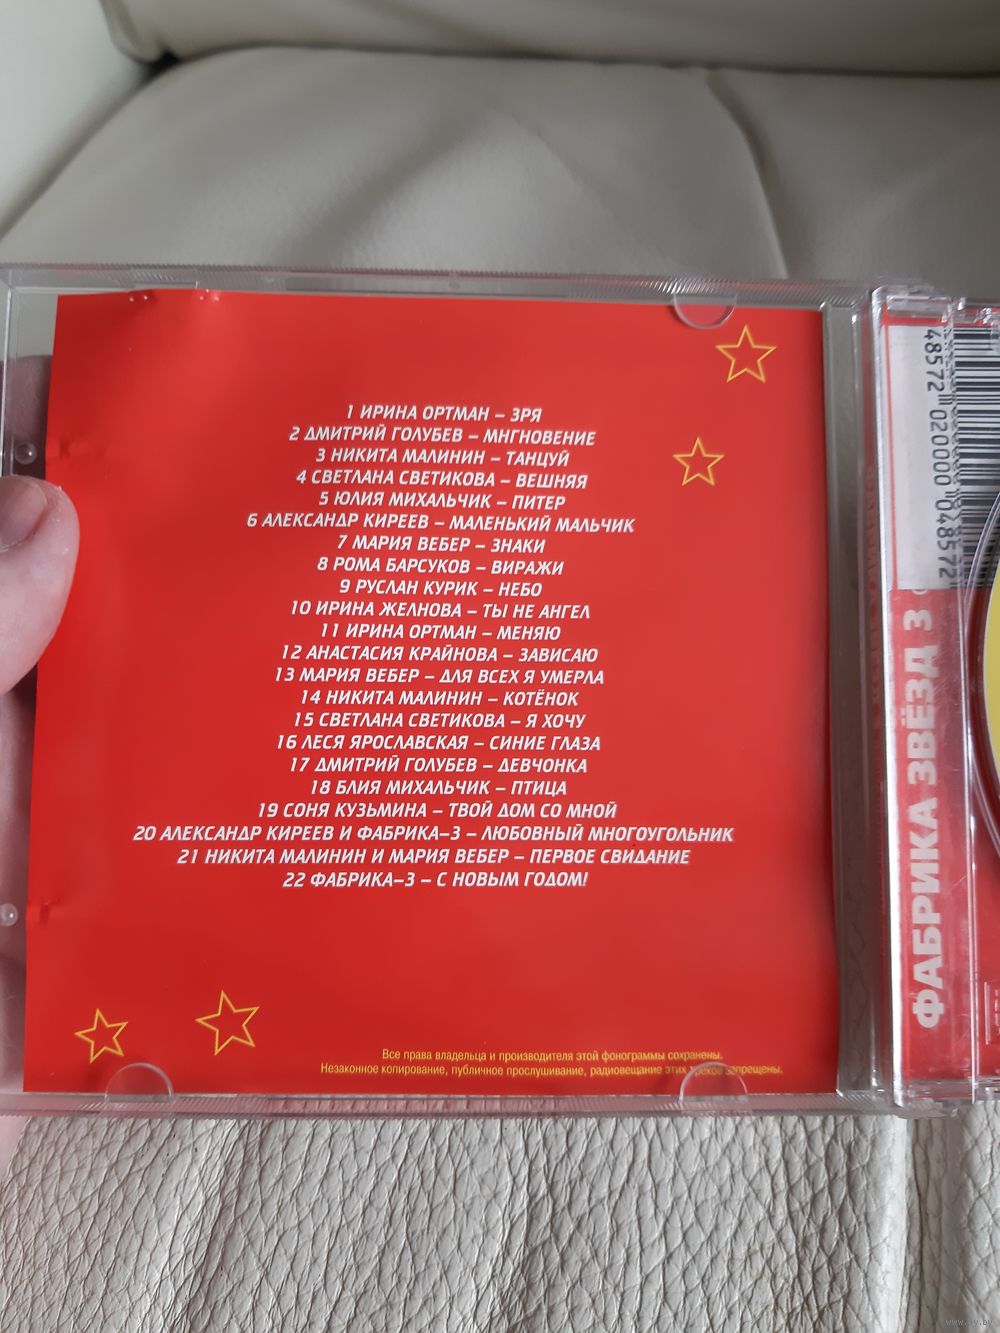 1 ИРИНА ОРТМАН – ЗРЯ
2 ДМИТРИЙ ГОЛУБЕВ – МНГНОВЕНИЕ
3 НИКИТА МАЛИНИН – ТАНЦУЙ
4 СВЕТЛАНА СВЕТИКОВА – ВЕШНЯЯ
5 ЮЛИЯ МИХАЛЬЧИК – ПИТЕР
6 АЛЕКСАНДР КИРЕЕВ – МАЛЕНЬКИЙ МАЛЬЧИК
7 МАРИЯ ВЕБЕР – ЗНАКИ
8 РОМА БАРСУКОВ – ВИРАЖИ
9 РУСЛАН КУРИК – НЕБО
10 ИРИНА ЖЕЛНОВА – ТЫ НЕ АНГЕЛ
11 ИРИНА ОРТМАН – МЕНЯЮ
12 АНАСТАСИЯ КРАЙНОВА – ЗАВИСАЮ
13 МАРИЯ ВЕБЕР – ДЛЯ ВСЕХ Я УМЕРЛА
14 НИКИТА МАЛИНИН – КОТЁНОК
15 СВЕТЛАНА СВЕТИКОВА – Я ХОЧУ
16 ЛЕСЯ ЯРОСЛАВСКАЯ – СИНИЕ ГЛАЗА
17 ДМИТРИЙ ГОЛУБЕВ – ДЕВЧОНКА
18 БЛИЯ МИХАЛЬЧИК – ПТИЦА
19 СОНЯ КУЗЬМИНА – ТВОЙ ДОМ СО МНОЙ
20 АЛЕКСАНДР КИРЕЕВ И ФАБРИКА–3 – ЛЮБОВНЫЙ МНОГОУГОЛЬНИК
21 НИКИТА МАЛИНИН И МАРИЯ ВЕБЕР – ПЕРВОЕ СВИДАНИЕ
22 ФАБРИКА–3 – С НОВЫМ ГОДОМ!
Все права владельца и производителя этой фонограммы сохранены.
Незаконное копирование, публичное прослушивание, радиовещание этих треков запрещены.
ФАБРИКА ЗВЁЗД 3
48572 020000 048572